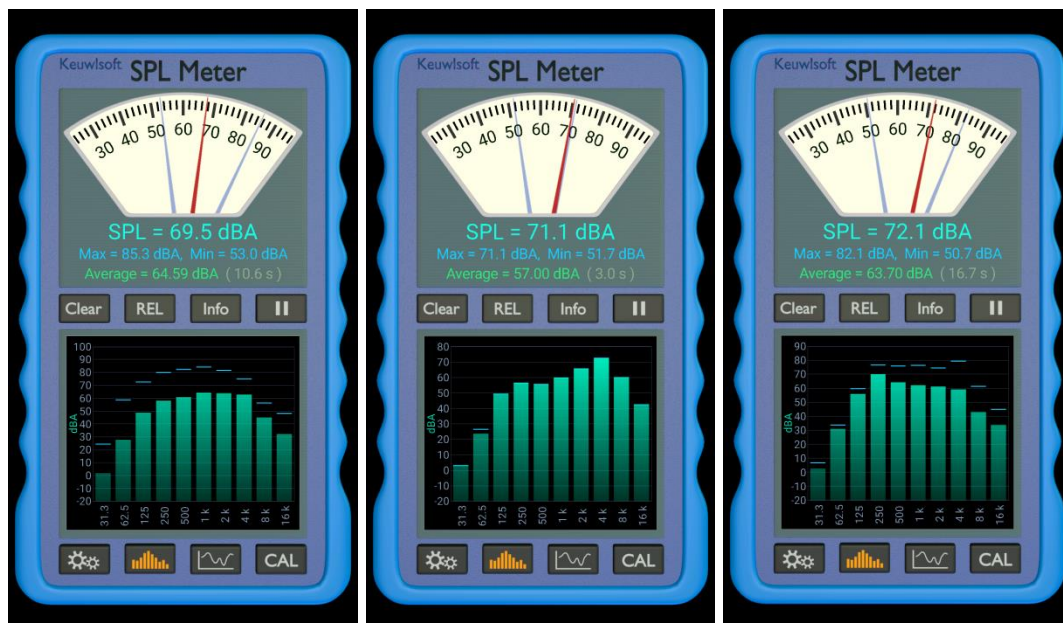 Keuwlsoft SPL Meter
30 40 50 60 70 80 90
SPL = 69.5 dBA
Max = 85.3 dBA, Min = 53.0 dBA
Average = 64.59 dBA ( 10.6 s )
Clear REL Info
100
90
80
70
60
50
40
30
20
10
0
-10
-20
dBA
31.3 62.5 125 250 500 1 k 2 k 4 k 8 k 16 k
CAL
Keuwlsoft SPL Meter
30 40 50 60 70 80 90
SPL = 71.1 dBA
Max = 71.1 dBA, Min = 51.7 dBA
Average = 57.00 dBA ( 3.0 s )
Clear REL Info
80
70
60
50
40
30
20
10
0
-10
-20
dBA
31.3 62.5 125 250 500 1 k 2 k 4 k 8 k 16 k
CAL
Keuwlsoft SPL Meter
30 40 50 60 70 80 90
SPL = 72.1 dBA
Max = 82.1 dBA, Min = 50.7 dBA
Average = 63.70 dBA ( 16.7 s )
Clear REL Info
90
80
70
60
50
40
30
20
10
0
-10
-20
dBA
31.3 62.5 125 250 500 1 k 2 k 4 k 8 k 16 k
CAL